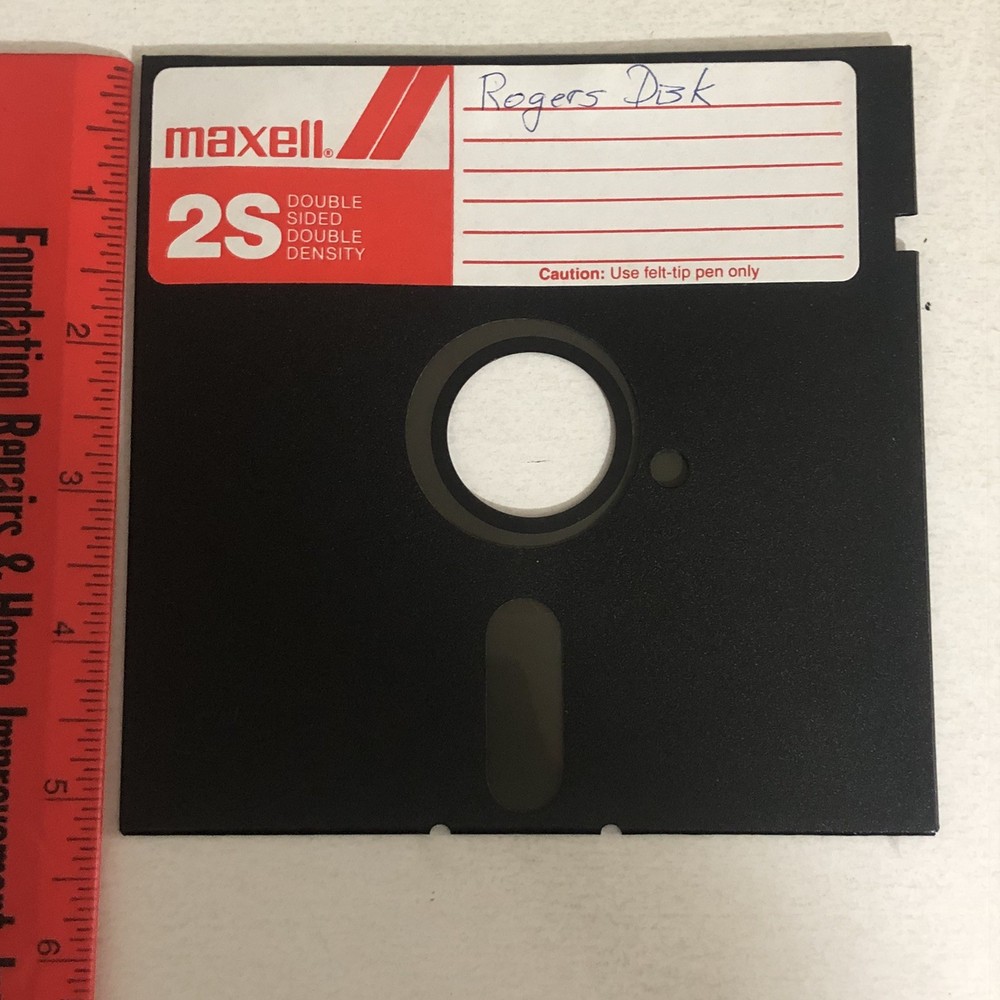 Rogers Disk
maxell®
2S
DOUBLE
SIDED
DOUBLE
DENSITY
Caution: Use felt-tip pen only
Foundation Repairs & Home Improvement
1
2
3
4
5
6